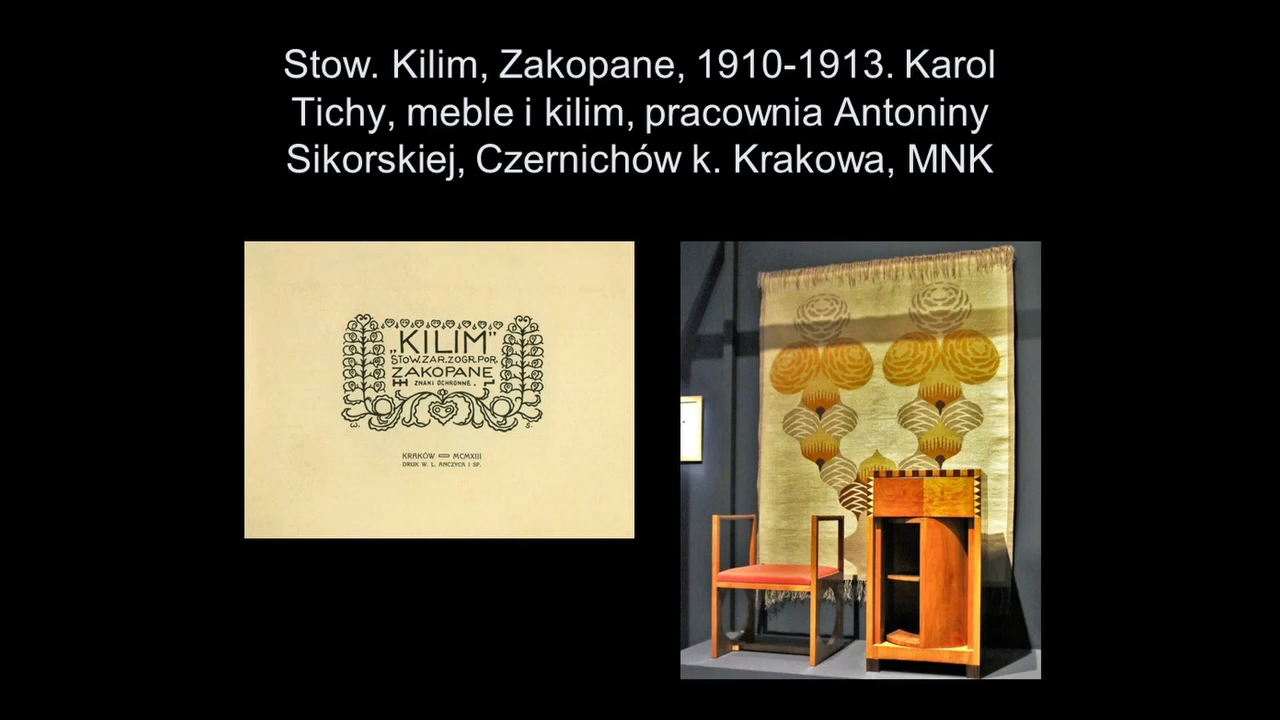 Stow. Kilim, Zakopane, 1910-1913. Karol
Tichy, meble i kilim, pracownia Antoniny
Sikorskiej, Czernichów k. Krakowa, MNK
„KILIM”
STOW. ZAR. ZOGR. POR.
ZAKOPANE
ZNAKI OCHRONNE.
W. S.
KRAKÓW MCMXIII
DRUK W. L. ANCZYCA I SP.